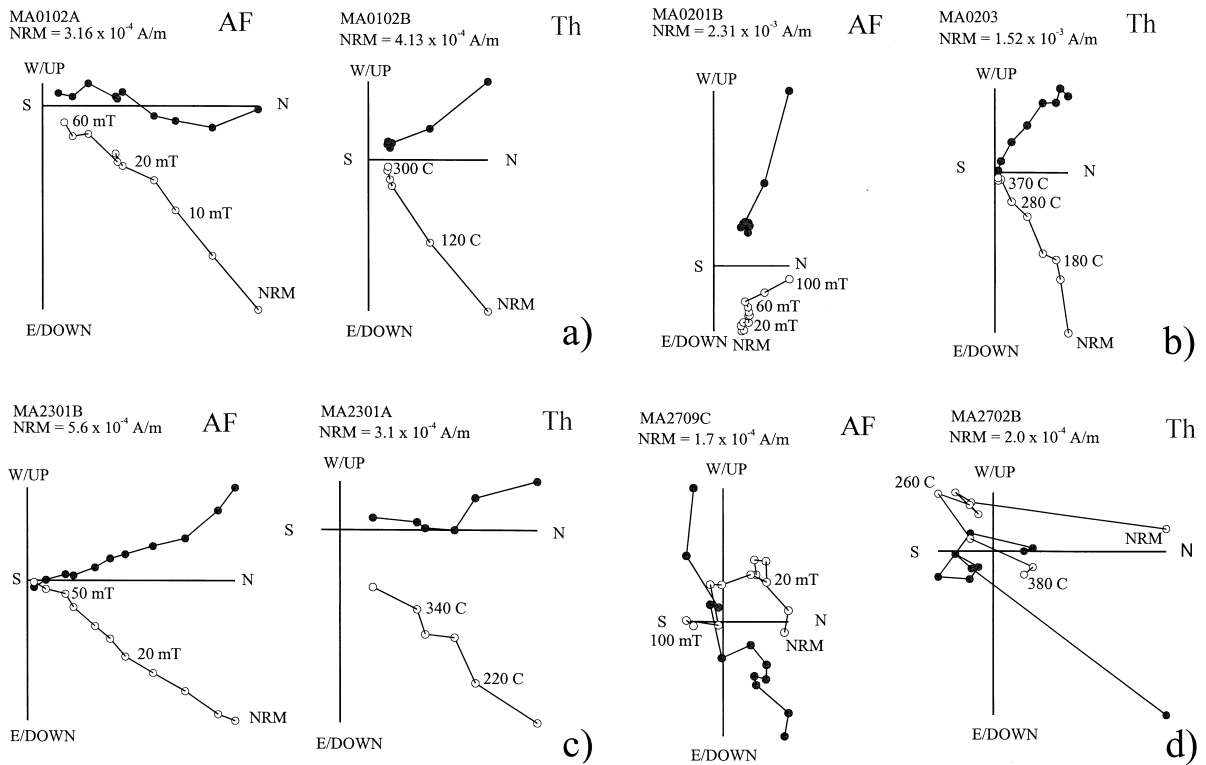 MA0102A
NRM = 3.16 x 10⁻⁴ A/m
AF
W/UP
S
N
60 mT
20 mT
10 mT
NRM
E/DOWN
MA0102B
NRM = 4.13 x 10⁻⁴ A/m
Th
W/UP
S
N
300 C
120 C
NRM
E/DOWN
a)
MA0201B
NRM = 2.31 x 10⁻³ A/m
AF
W/UP
S
N
100 mT
60 mT
20 mT
E/DOWN NRM
MA0203
NRM = 1.52 x 10⁻³ A/m
Th
W/UP
S
N
370 C
280 C
180 C
NRM
E/DOWN
b)
MA2301B
NRM = 5.6 x 10⁻⁴ A/m
AF
W/UP
S
N
50 mT
20 mT
NRM
E/DOWN
MA2301A
NRM = 3.1 x 10⁻⁴ A/m
Th
W/UP
S
N
340 C
220 C
E/DOWN
c)
MA2709C
NRM = 1.7 x 10⁻⁴ A/m
AF
W/UP
20 mT
S
N
100 mT
NRM
E/DOWN
MA2702B
NRM = 2.0 x 10⁻⁴ A/m
Th
W/UP
260 C
NRM
S
N
380 C
E/DOWN
d)